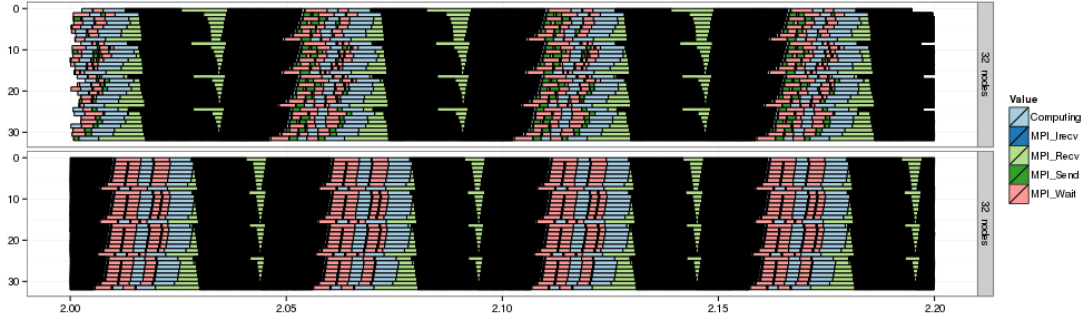 0
10
20
30
32 nodes
0
10
20
30
32 nodes
2.00
2.05
2.10
2.15
2.20
Value
Computing
MPI_Irecv
MPI_Recv
MPI_Send
MPI_Wait